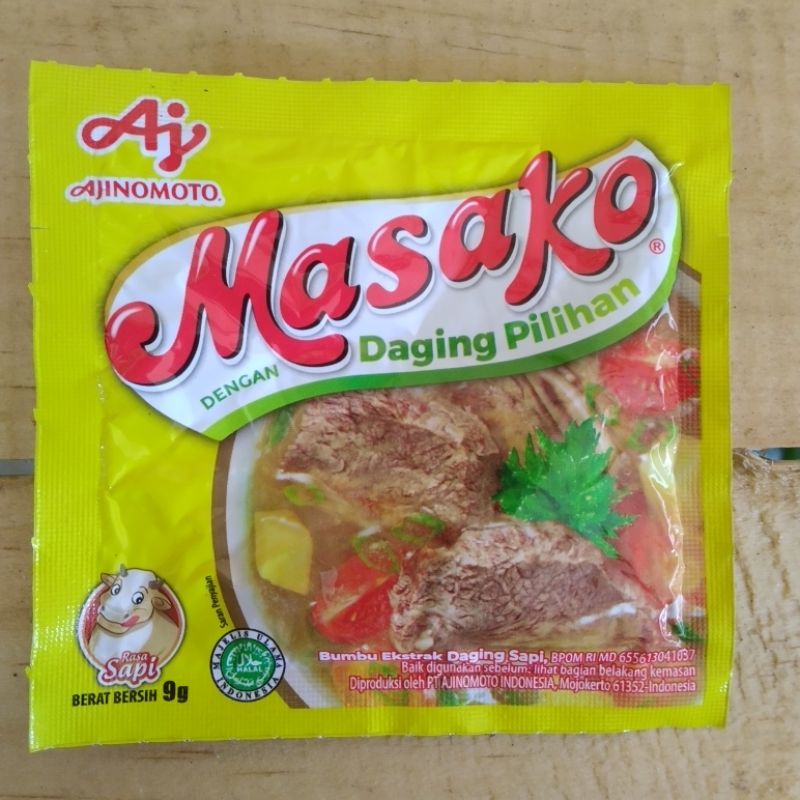 Aj
AJINOMOTO.
Masako®
DENGAN Daging Pilihan
Saran Penyajian
Rasa
Sapi
BERAT BERSIH 9g
MAJELIS ULAMA
حلال
HALAL
INDONESIA
Bumbu Ekstrak Daging Sapi, BPOM RI MD 655613041037
Baik digunakan sebelum: lihat bagian belakang kemasan
Diproduksi oleh PT AJINOMOTO INDONESIA, Mojokerto 61352-Indonesia